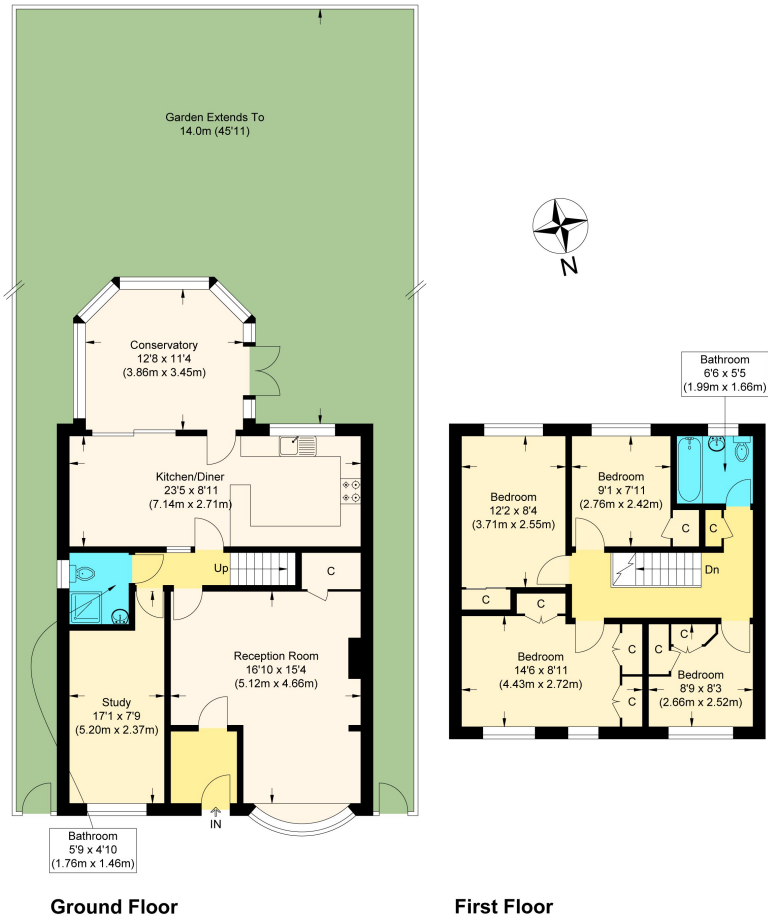 Garden Extends To
14.0m (45'11)
N
Conservatory
12'8 x 11'4
(3.86m x 3.45m)
Kitchen/Diner
23'5 x 8'11
(7.14m x 2.71m)
Up
C
Reception Room
16'10 x 15'4
(5.12m x 4.66m)
Study
17'1 x 7'9
(5.20m x 2.37m)
IN
Bathroom
5'9 x 4'10
(1.76m x 1.46m)
Ground Floor
Bathroom
6'6 x 5'5
(1.99m x 1.66m)
Bedroom
12'2 x 8'4
(3.71m x 2.55m)
Bedroom
9'1 x 7'11
(2.76m x 2.42m)
C
C
Dn
C
C
Bedroom
14'6 x 8'11
(4.43m x 2.72m)
C
C
C
C
Bedroom
8'9 x 8'3
(2.66m x 2.52m)
First Floor